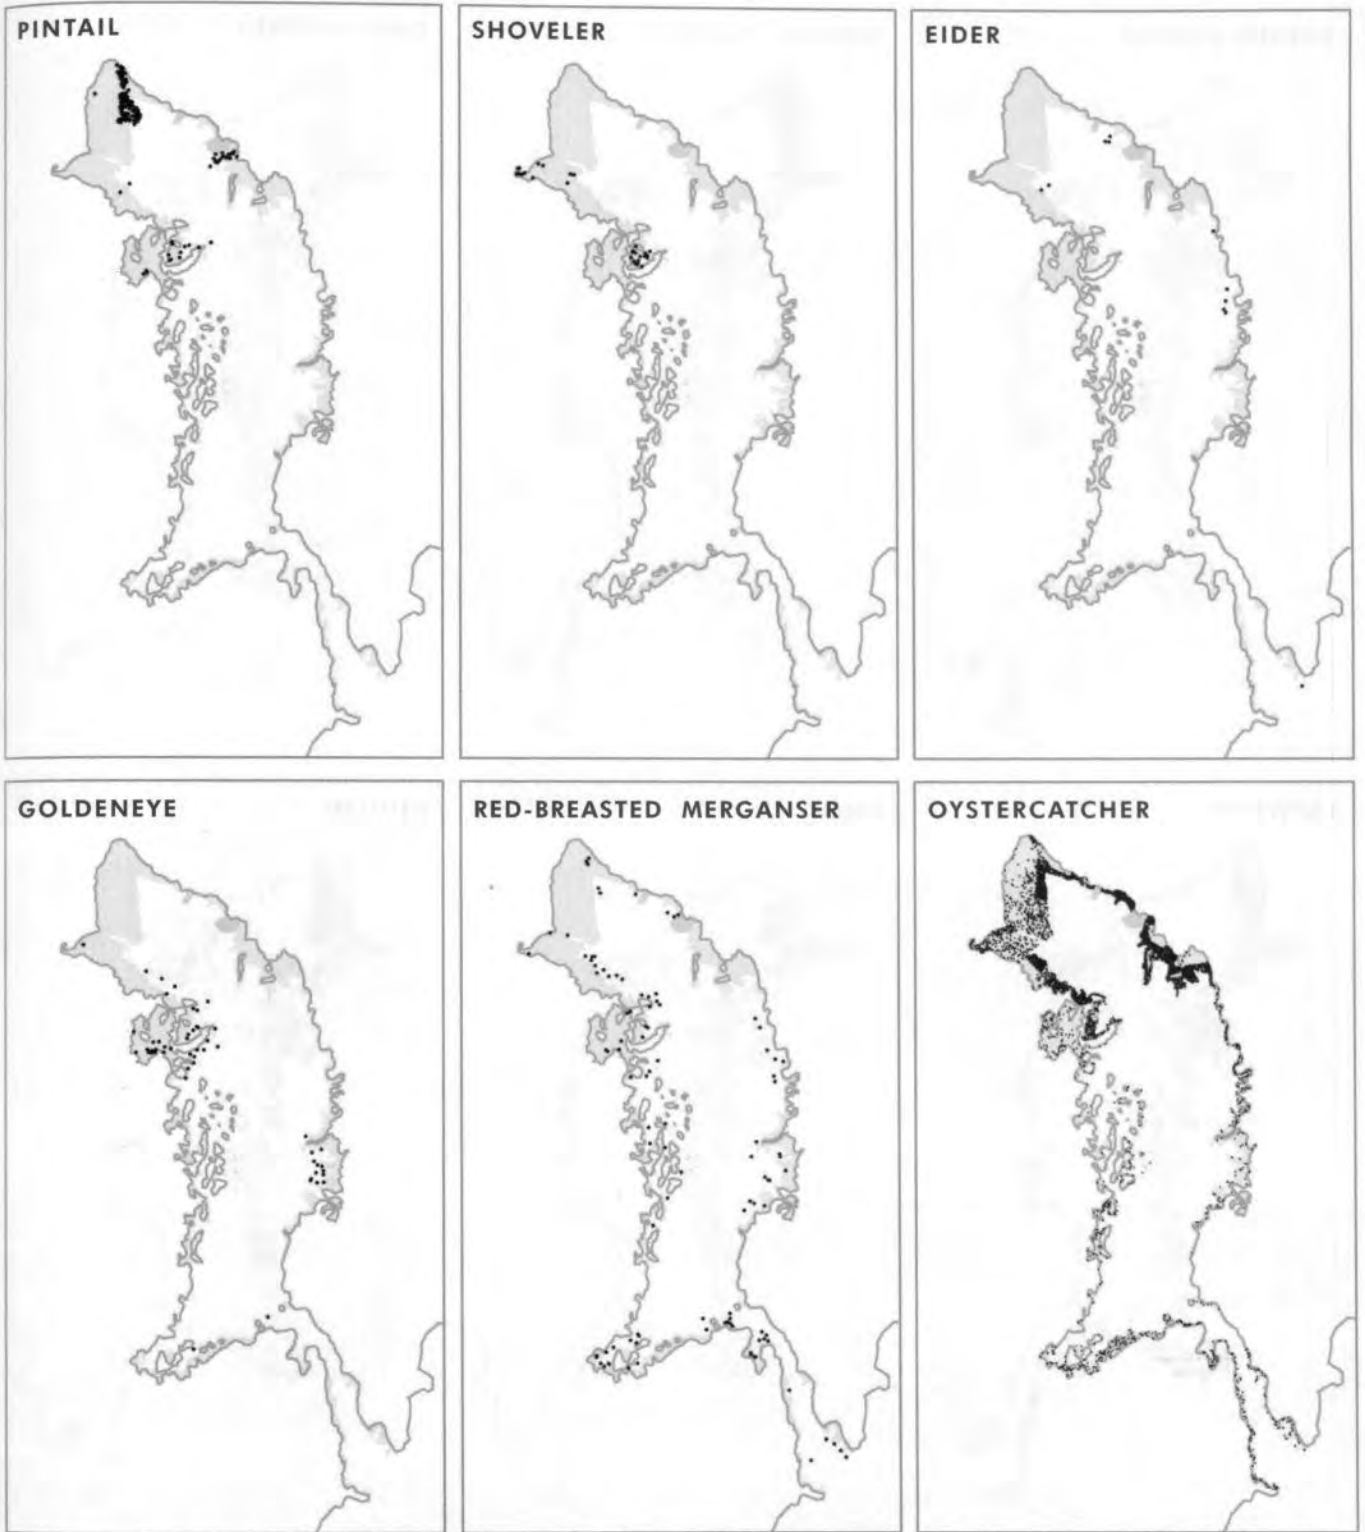 PINTAIL
SHOVELER
EIDER
GOLDENEYE
RED-BREASTED MERGANSER
OYSTERCATCHER